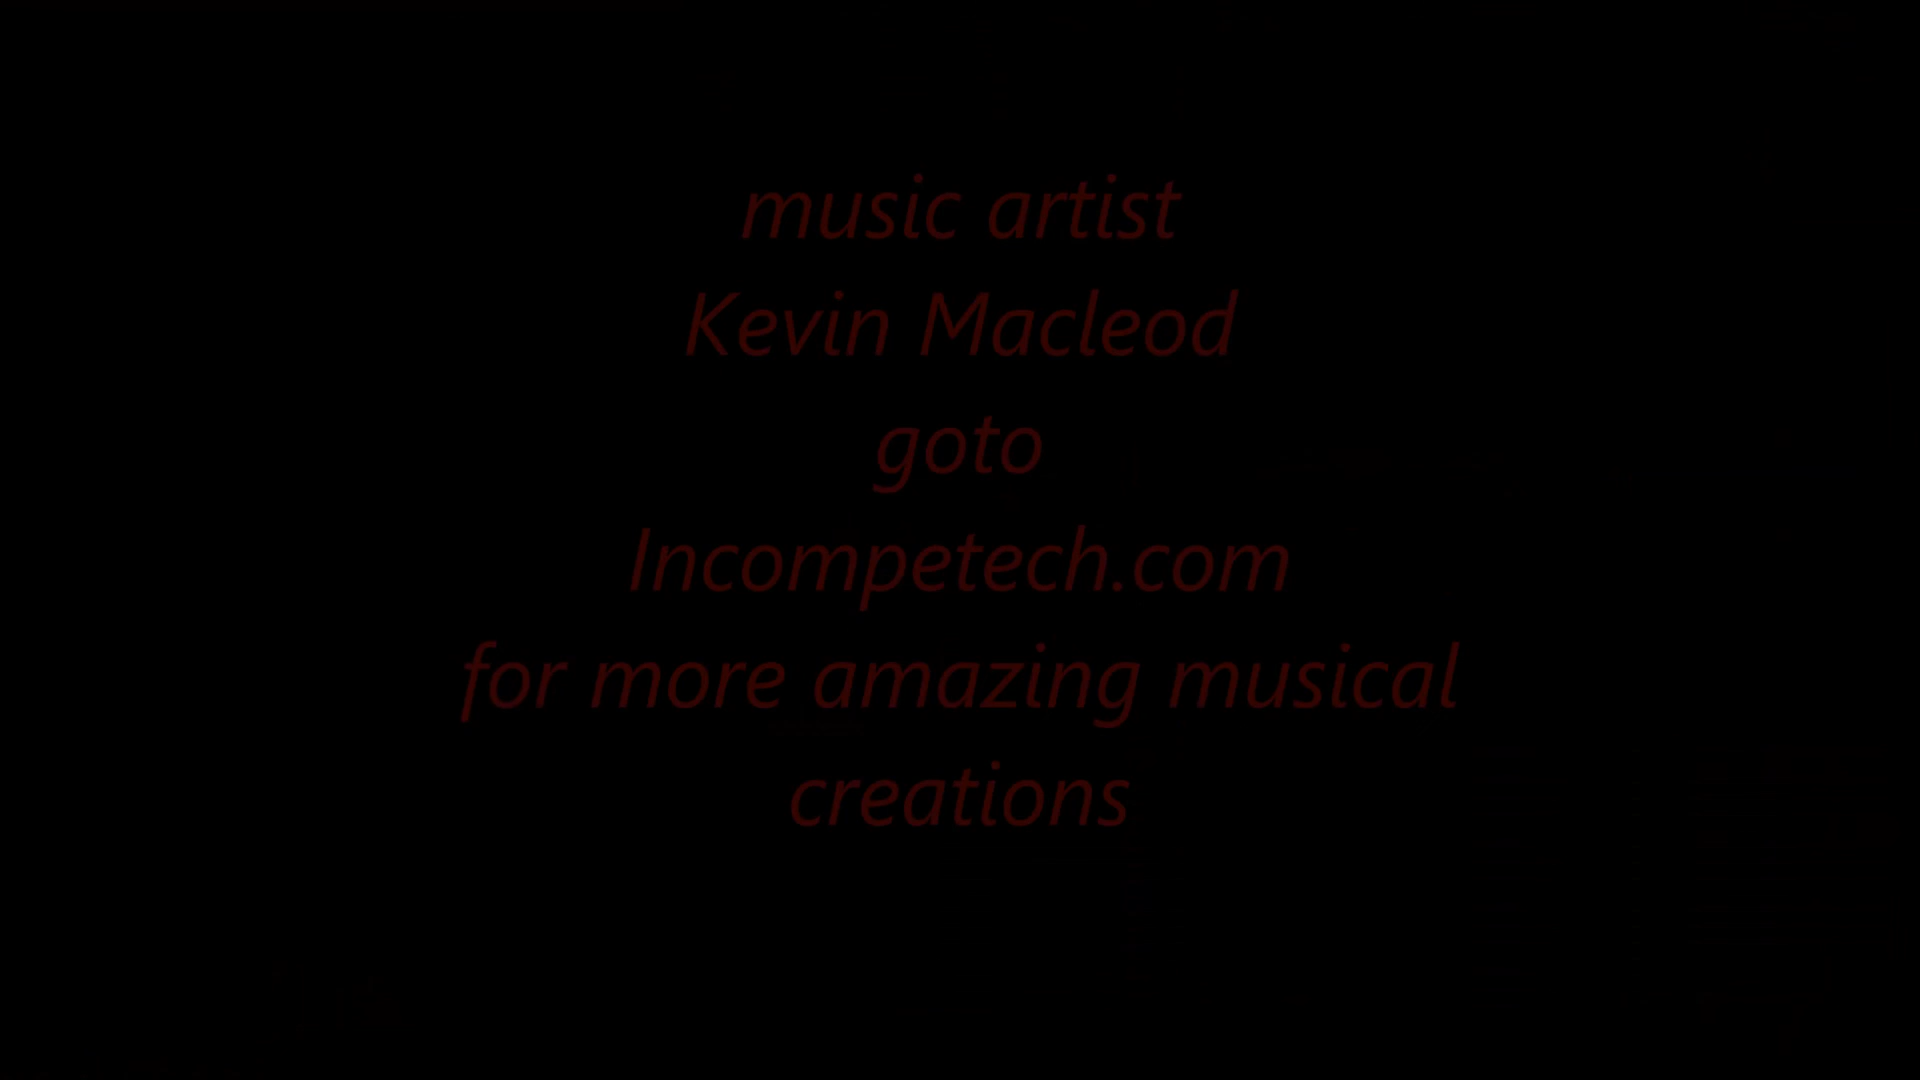 music artist
Kevin Macleod
goto
Incompetech.com
for more amazing musical
creations